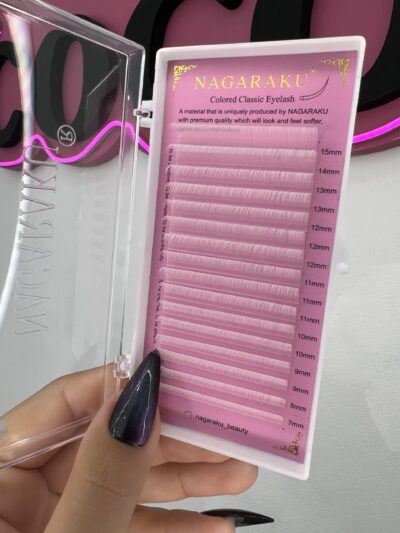 NAGARAKU®
Colored Classic Eyelash
A material that is uniquely produced by NAGARAKU
with premium quality which will look and feel softer,
15mm
14mm
13mm
13mm
12mm
12mm
12mm
11mm
11mm
11mm
10mm
10mm
9mm
9mm
8mm
7mm
nagaraku_beauty
NAGARAKU